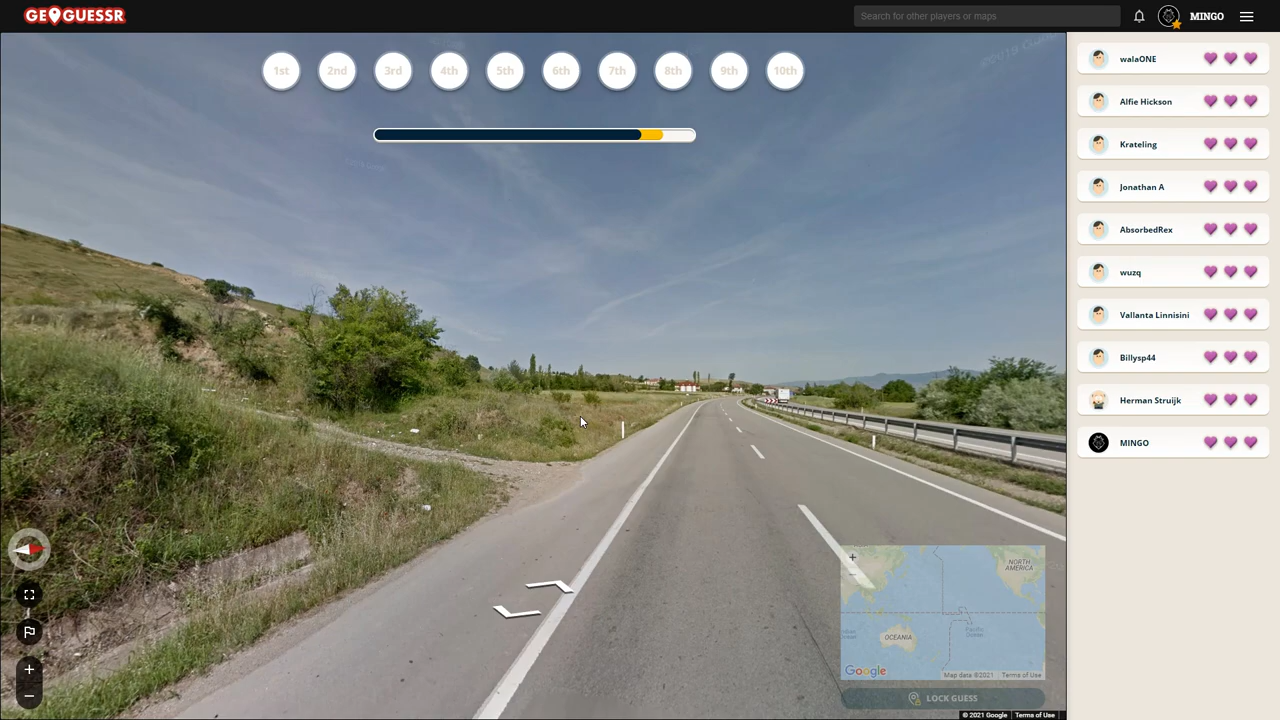 GEOGUESSR
Search for other players or maps
MINGO
1st
2nd
3rd
4th
5th
6th
7th
8th
9th
10th
walaONE
Alfie Hickson
Krateling
Jonathan A
AbsorbedRex
wuzq
Vallanta Linnisini
Billysp44
Herman Struijk
MINGO
NORTH
AMERICA
OCEANIA
Pacific
Ocean
Google
Map data ©2021
Terms of Use
LOCK GUESS
© 2021 Google
Terms of Use